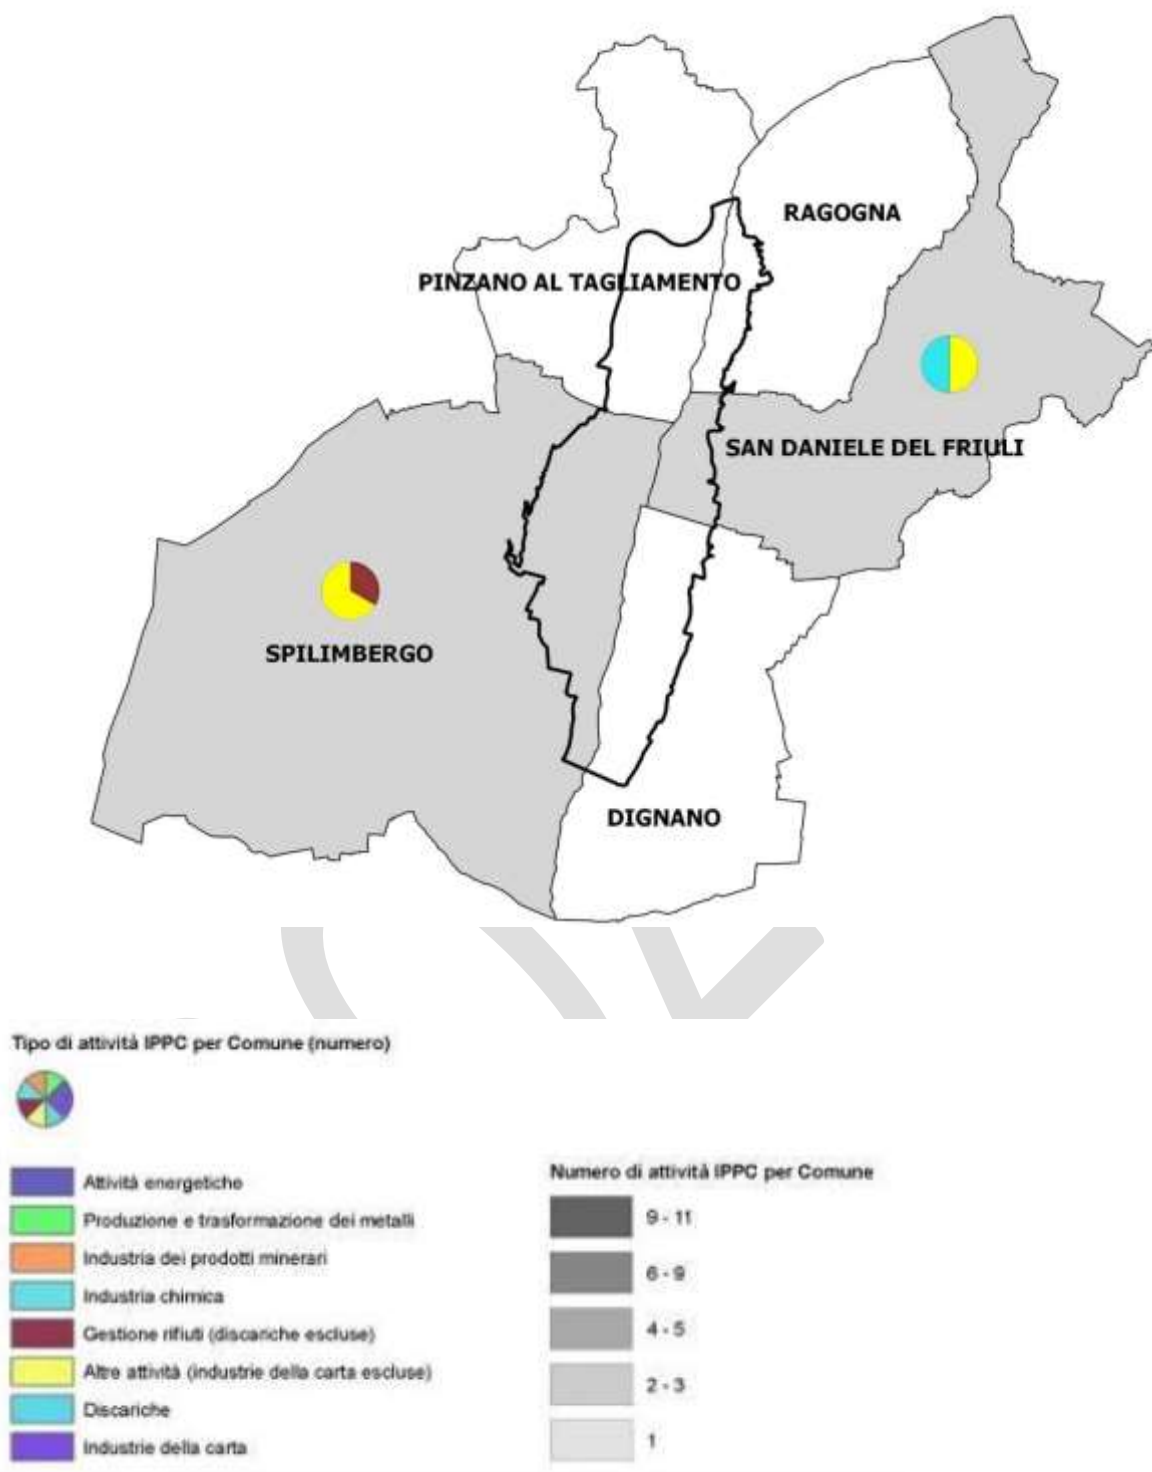 RAGOGNA
PINZANO AL TAGLIAMENTO
SAN DANIELE DEL FRIULI
SPILIMBERGO
DIGNANO
Tipo di attività IPPC per Comune (numero)
Attività energetiche
Produzione e trasformazione dei metalli
Industria dei prodotti minerari
Industria chimica
Gestione rifiuti (discariche escluse)
Altre attività (industrie della carta escluse)
Discariche
Industrie della carta
Numero di attività IPPC per Comune
9 - 11
6 - 9
4 - 5
2 - 3
1